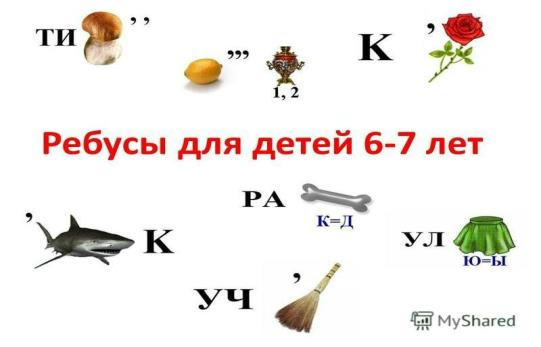 ТИ ’ ’
,,, К ’
1, 2
Ребусы для детей 6-7 лет
РА
К=Д
’ К
УЛ
Ю=Ы
УЧ ’
MyShared